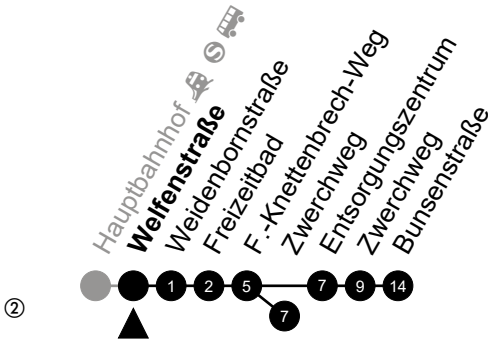 Hauptbahnhof S
Welfenstraße
Weidenbornstraße
Freizeitbad
F.-Knettenbrech-Weg
Zwerchweg
Entsorgungszentrum
Zwerchweg
Bunsenstraße
② 1 2 5 7 9 14
7